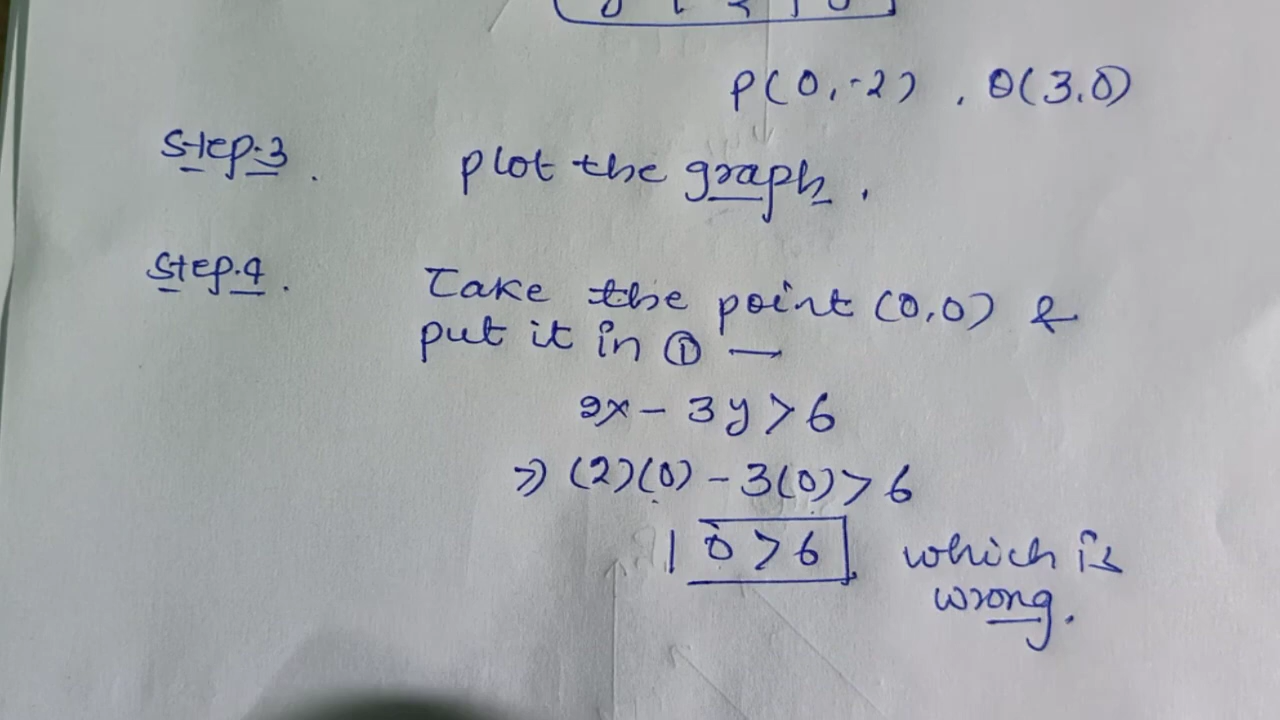 P(0,-2) , Q(3,0)
Step.3 . plot the graph .
Step.4 . Take the point (0,0) &
put it in ① —
2x - 3y > 6
⇒ (2)(0) - 3(0) > 6
0 > 6 which is
wrong.